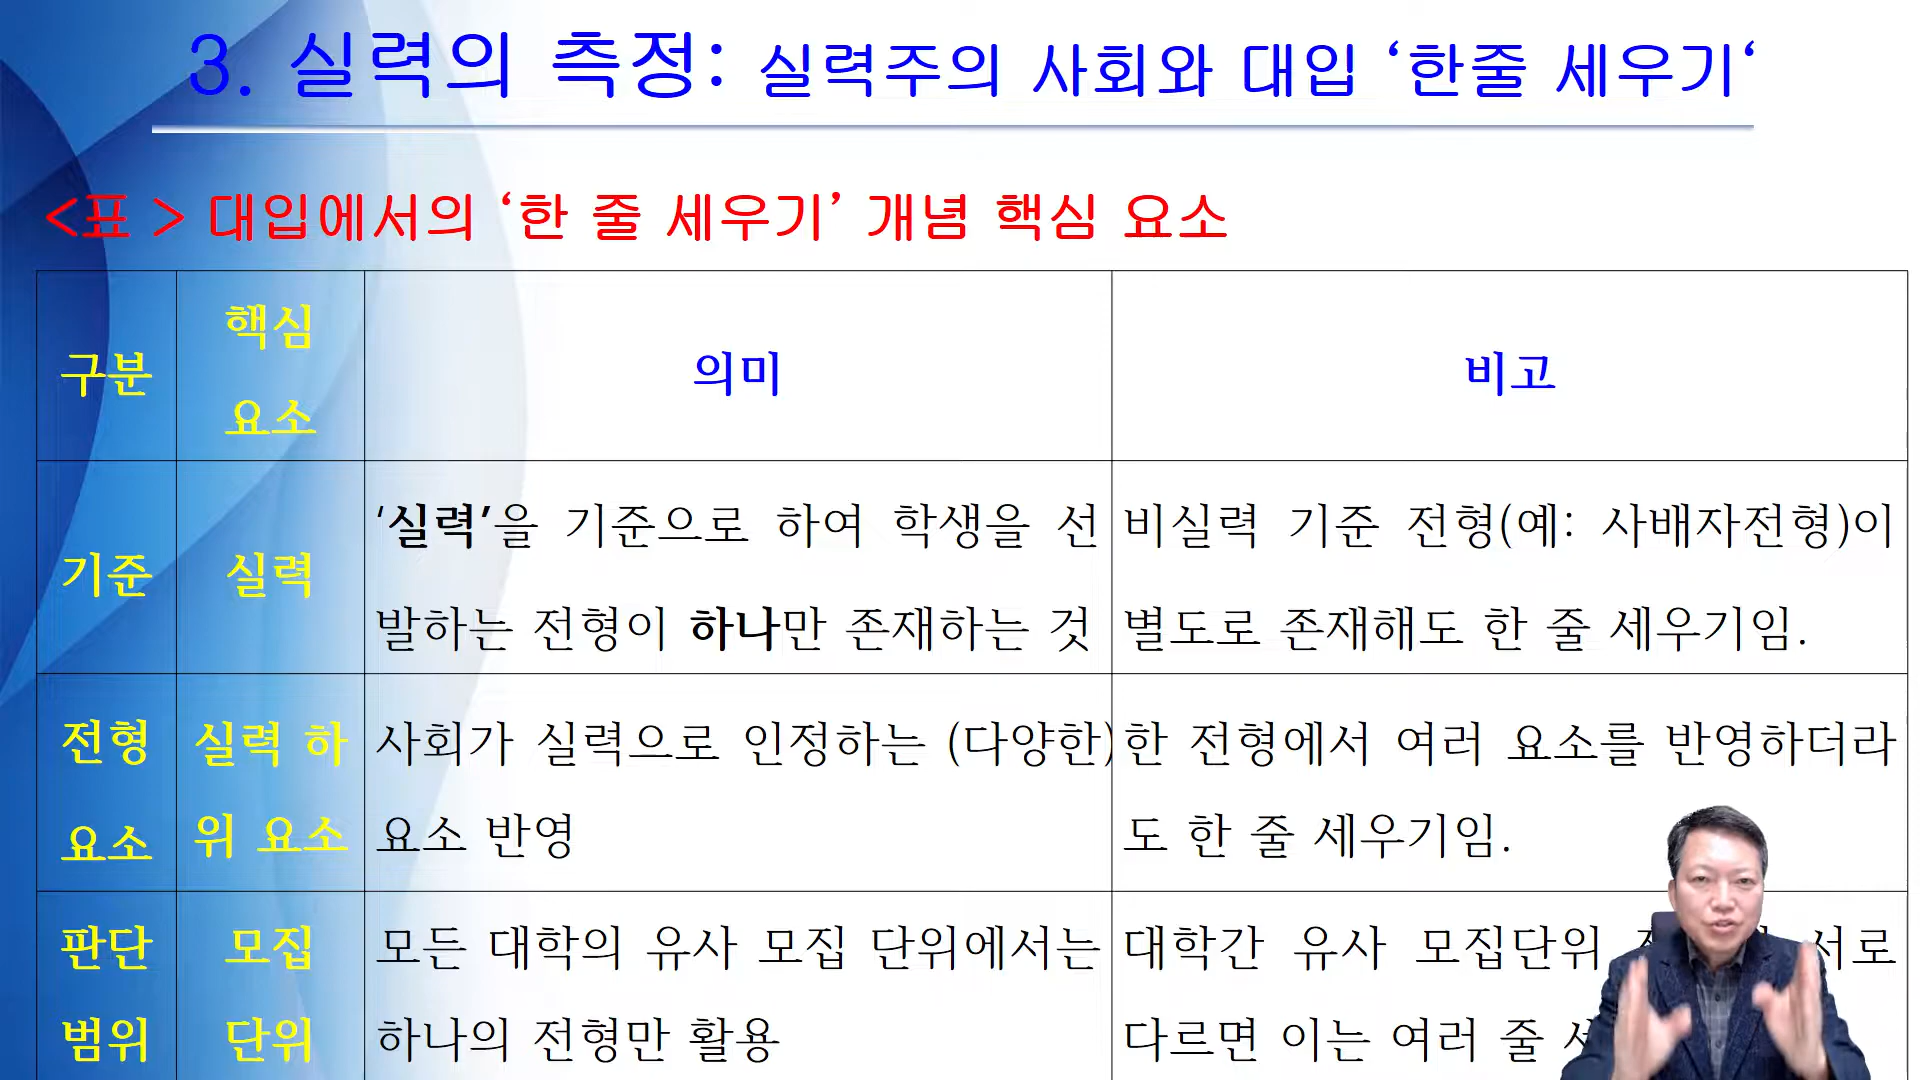 3. 실력의 측정: 실력주의 사회와 대입 ‘한줄 세우기‘
<표 > 대입에서의 ‘한 줄 세우기’ 개념 핵심 요소
구분
핵심
요소
의미
비고
기준
실력
‘실력’을 기준으로 하여 학생을 선
발하는 전형이 하나만 존재하는 것
비실력 기준 전형(예: 사배자전형)이
별도로 존재해도 한 줄 세우기임.
전형
요소
실력 하
위 요소
사회가 실력으로 인정하는 (다양한)
요소 반영
한 전형에서 여러 요소를 반영하더라
도 한 줄 세우기임.
판단
범위
모집
단위
모든 대학의 유사 모집 단위에서는
하나의 전형만 활용
대학간 유사 모집단위 서로
다르면 이는 여러 줄